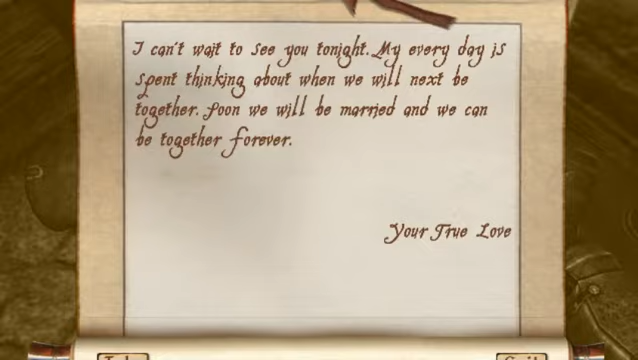 I can't wait to see you tonight. My every day is
spent thinking about when we will next be
together. Soon we will be married and we can
be together forever.
Your True Love